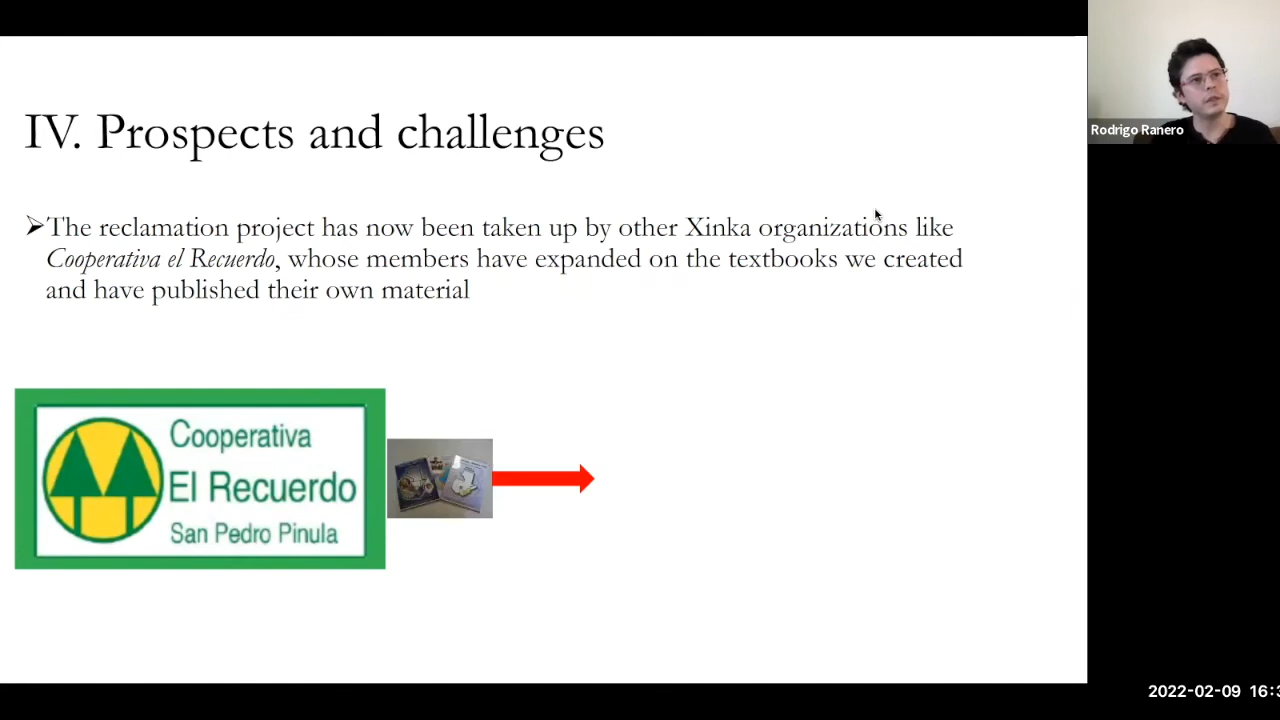 IV. Prospects and challenges
➢The reclamation project has now been taken up by other Xinka organizations like
Cooperativa el Recuerdo, whose members have expanded on the textbooks we created
and have published their own material
Cooperativa
El Recuerdo
San Pedro Pinula
Rodrigo Ranero
2022-02-09 16:3